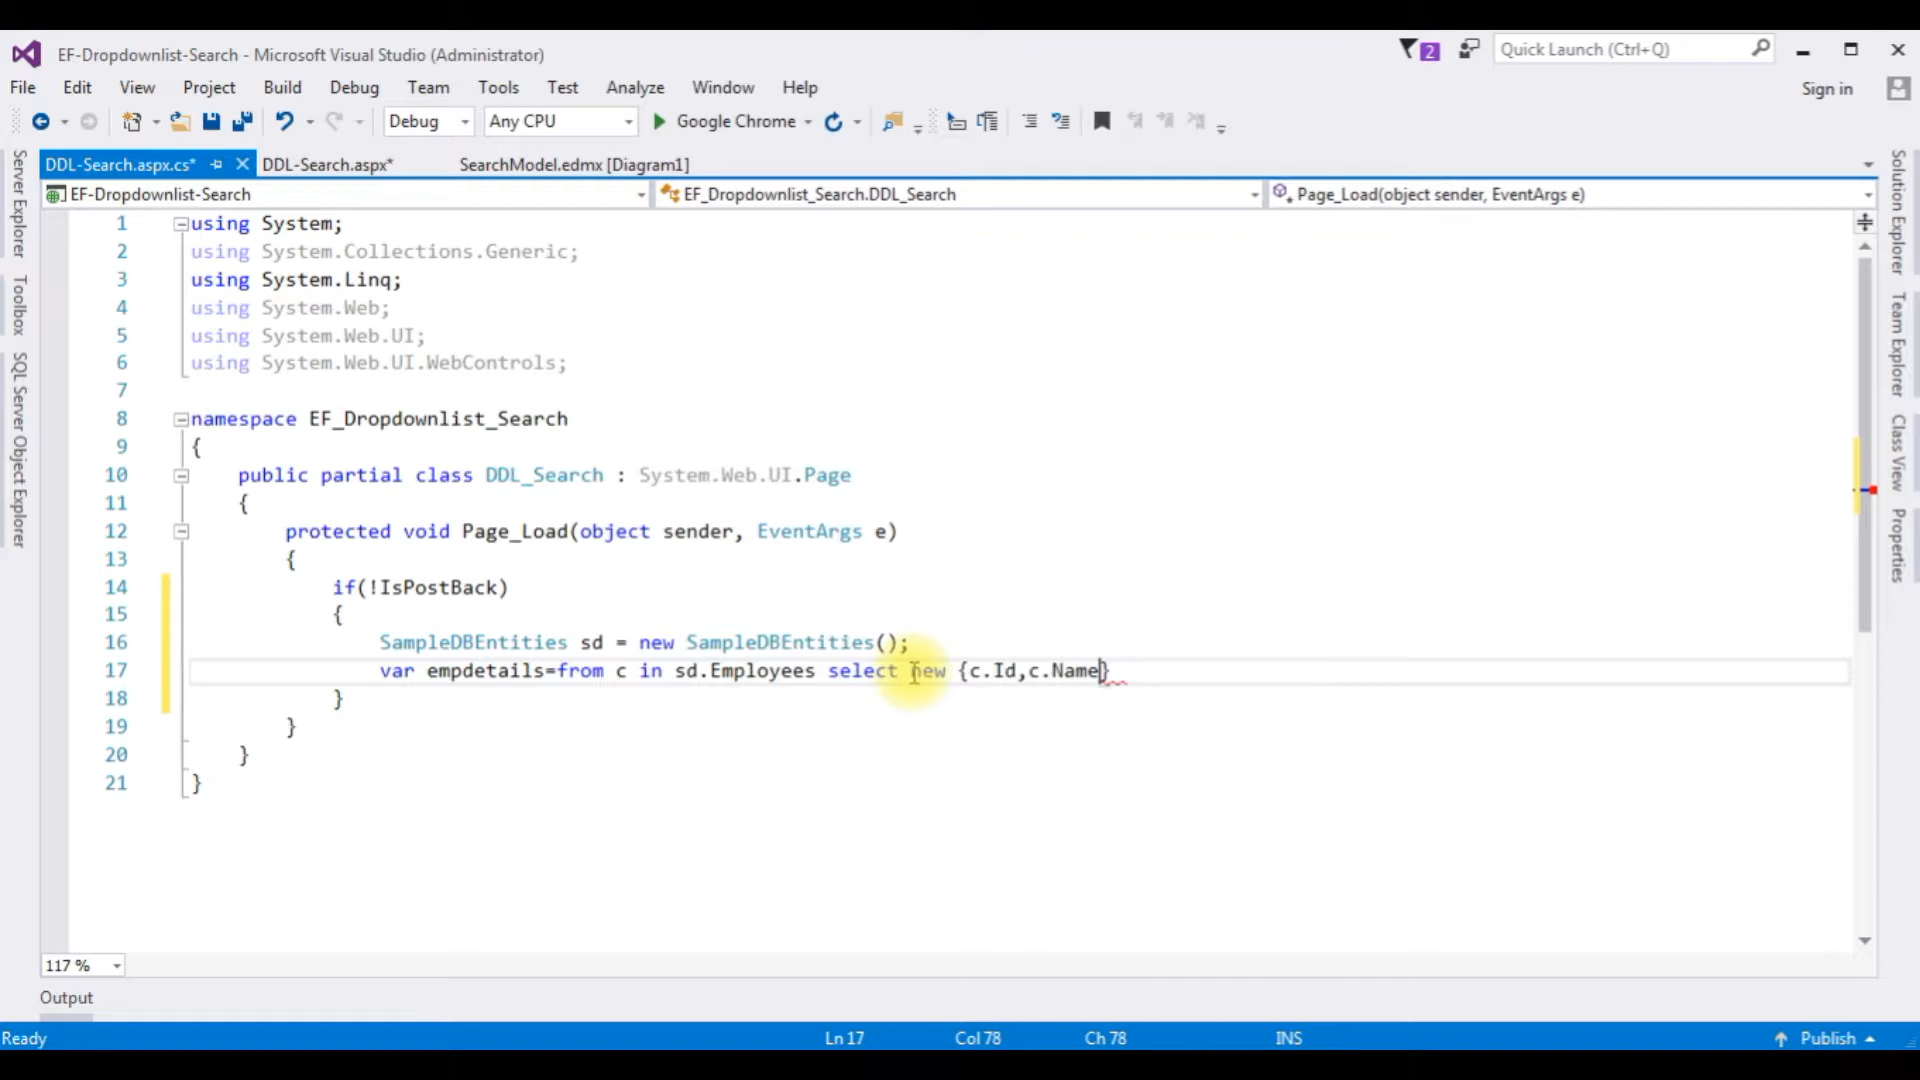 EF-Dropdownlist-Search - Microsoft Visual Studio (Administrator)
2
Quick Launch (Ctrl+Q)
File Edit View Project Build Debug Team Tools Test Analyze Window Help
Sign in
Debug Any CPU Google Chrome
DDL-Search.aspx.cs* DDL-Search.aspx* SearchModel.edmx [Diagram1]
EF-Dropdownlist-Search EF_Dropdownlist_Search.DDL_Search Page_Load(object sender, EventArgs e)
Server Explorer
Toolbox
SQL Server Object Explorer
1 using System;
2 using System.Collections.Generic;
3 using System.Linq;
4 using System.Web;
5 using System.Web.UI;
6 using System.Web.UI.WebControls;
7
8 namespace EF_Dropdownlist_Search
9 {
10 public partial class DDL_Search : System.Web.UI.Page
11 {
12 protected void Page_Load(object sender, EventArgs e)
13 {
14 if(!IsPostBack)
15 {
16 SampleDBEntities sd = new SampleDBEntities();
17 var empdetails=from c in sd.Employees select new {c.Id,c.Name}
18 }
19 }
20 }
21 }
Solution Explorer
Team Explorer
Class View
Properties
117 %
Output
Ready Ln 17 Col 78 Ch 78 INS Publish